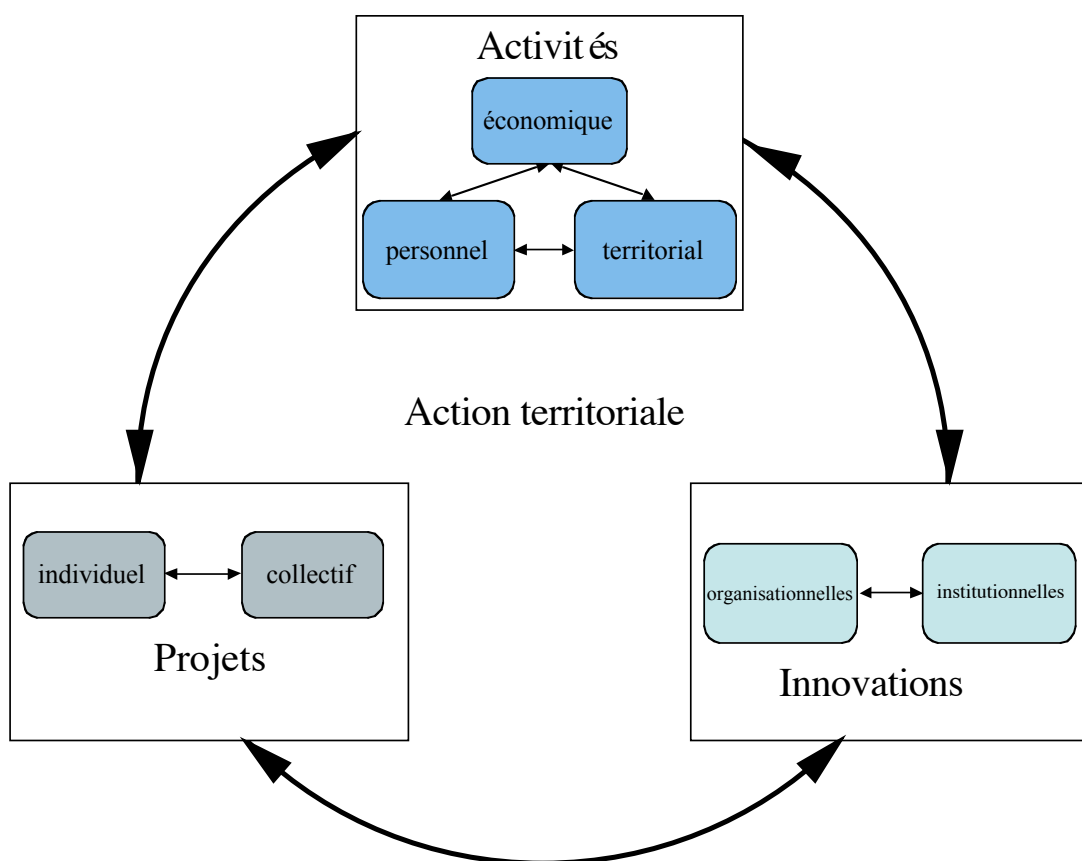 Activités
économique
personnel
territorial
Action territoriale
individuel
collectif
Projets
organisationnelles
institutionnelles
Innovations